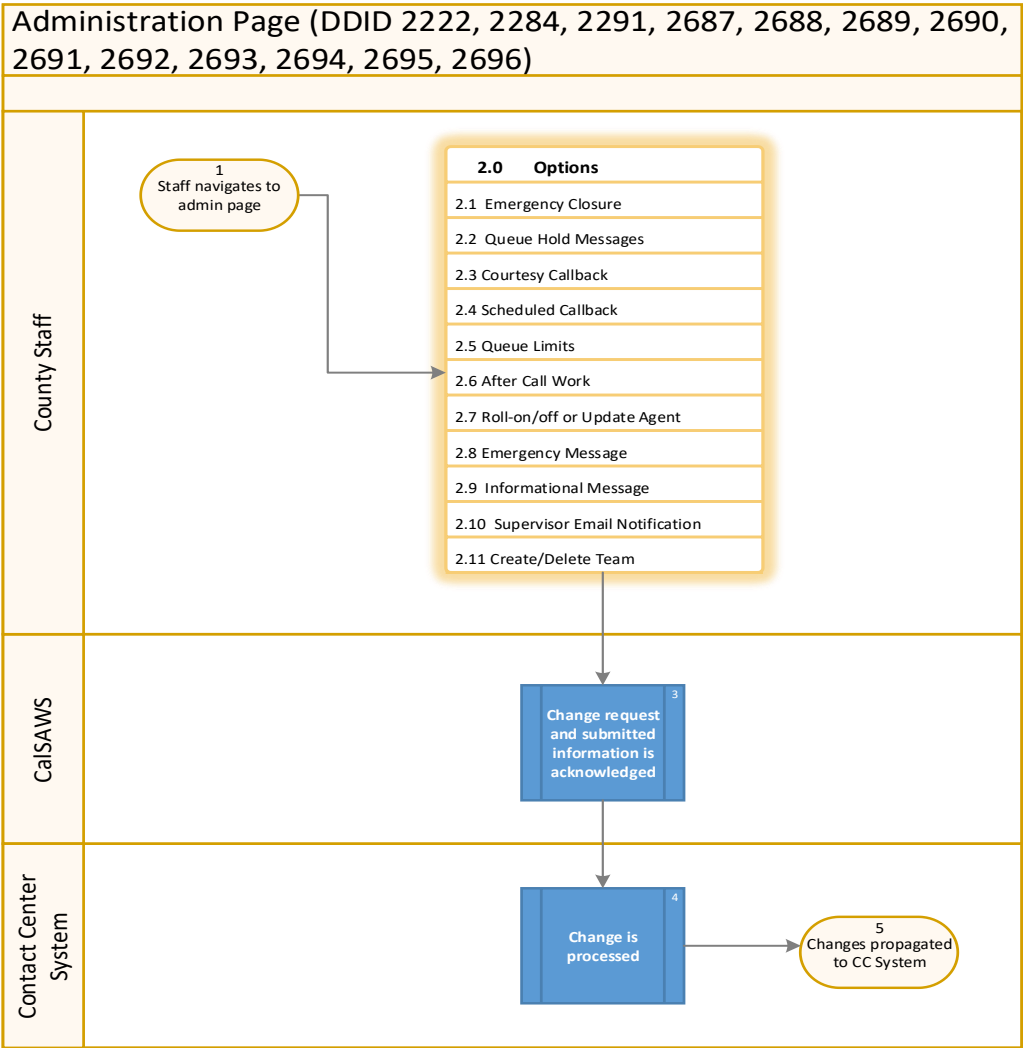 Administration Page (DDID 2222, 2284, 2291, 2687, 2688, 2689, 2690,
2691, 2692, 2693, 2694, 2695, 2696)
County Staff
1
Staff navigates to
admin page
2.0 Options
2.1 Emergency Closure
2.2 Queue Hold Messages
2.3 Courtesy Callback
2.4 Scheduled Callback
2.5 Queue Limits
2.6 After Call Work
2.7 Roll-on/off or Update Agent
2.8 Emergency Message
2.9 Informational Message
2.10 Supervisor Email Notification
2.11 Create/Delete Team
CalSAWS
3
Change request
and submitted
information is
acknowledged
Contact Center
System
4
Change is
processed
5
Changes propagated
to CC System